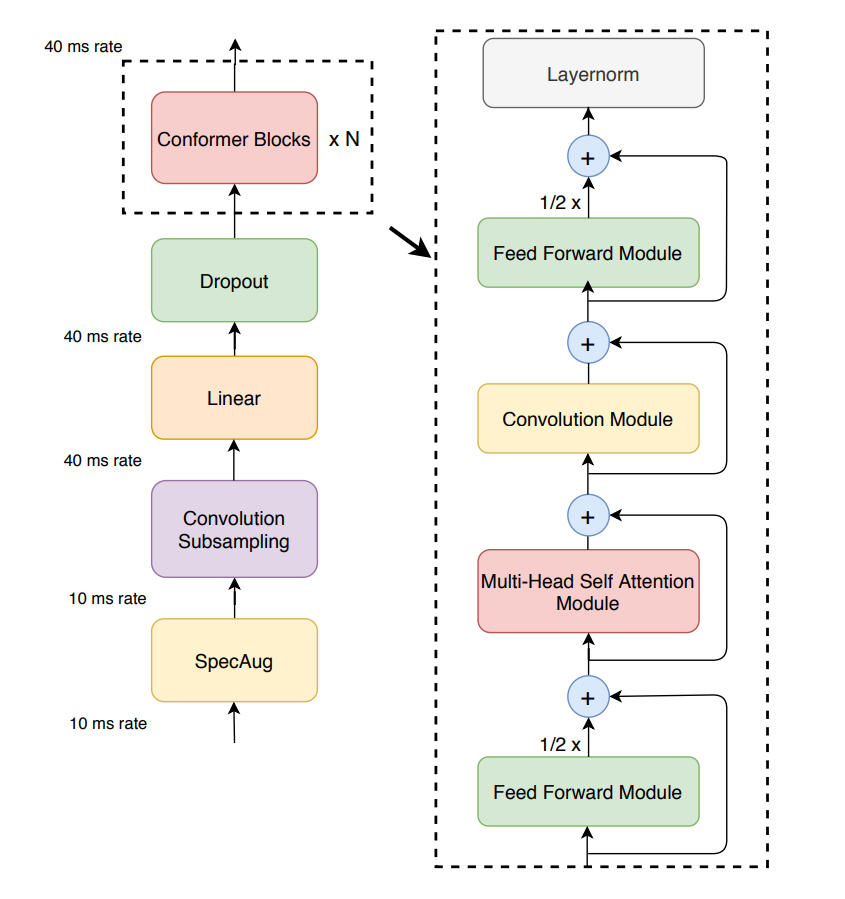 40 ms rate
Conformer Blocks
x N
Dropout
40 ms rate
Linear
40 ms rate
Convolution
Subsampling
10 ms rate
SpecAug
10 ms rate
Layernorm
+
1/2 x
Feed Forward Module
+
Convolution Module
+
Multi-Head Self Attention
Module
+
1/2 x
Feed Forward Module